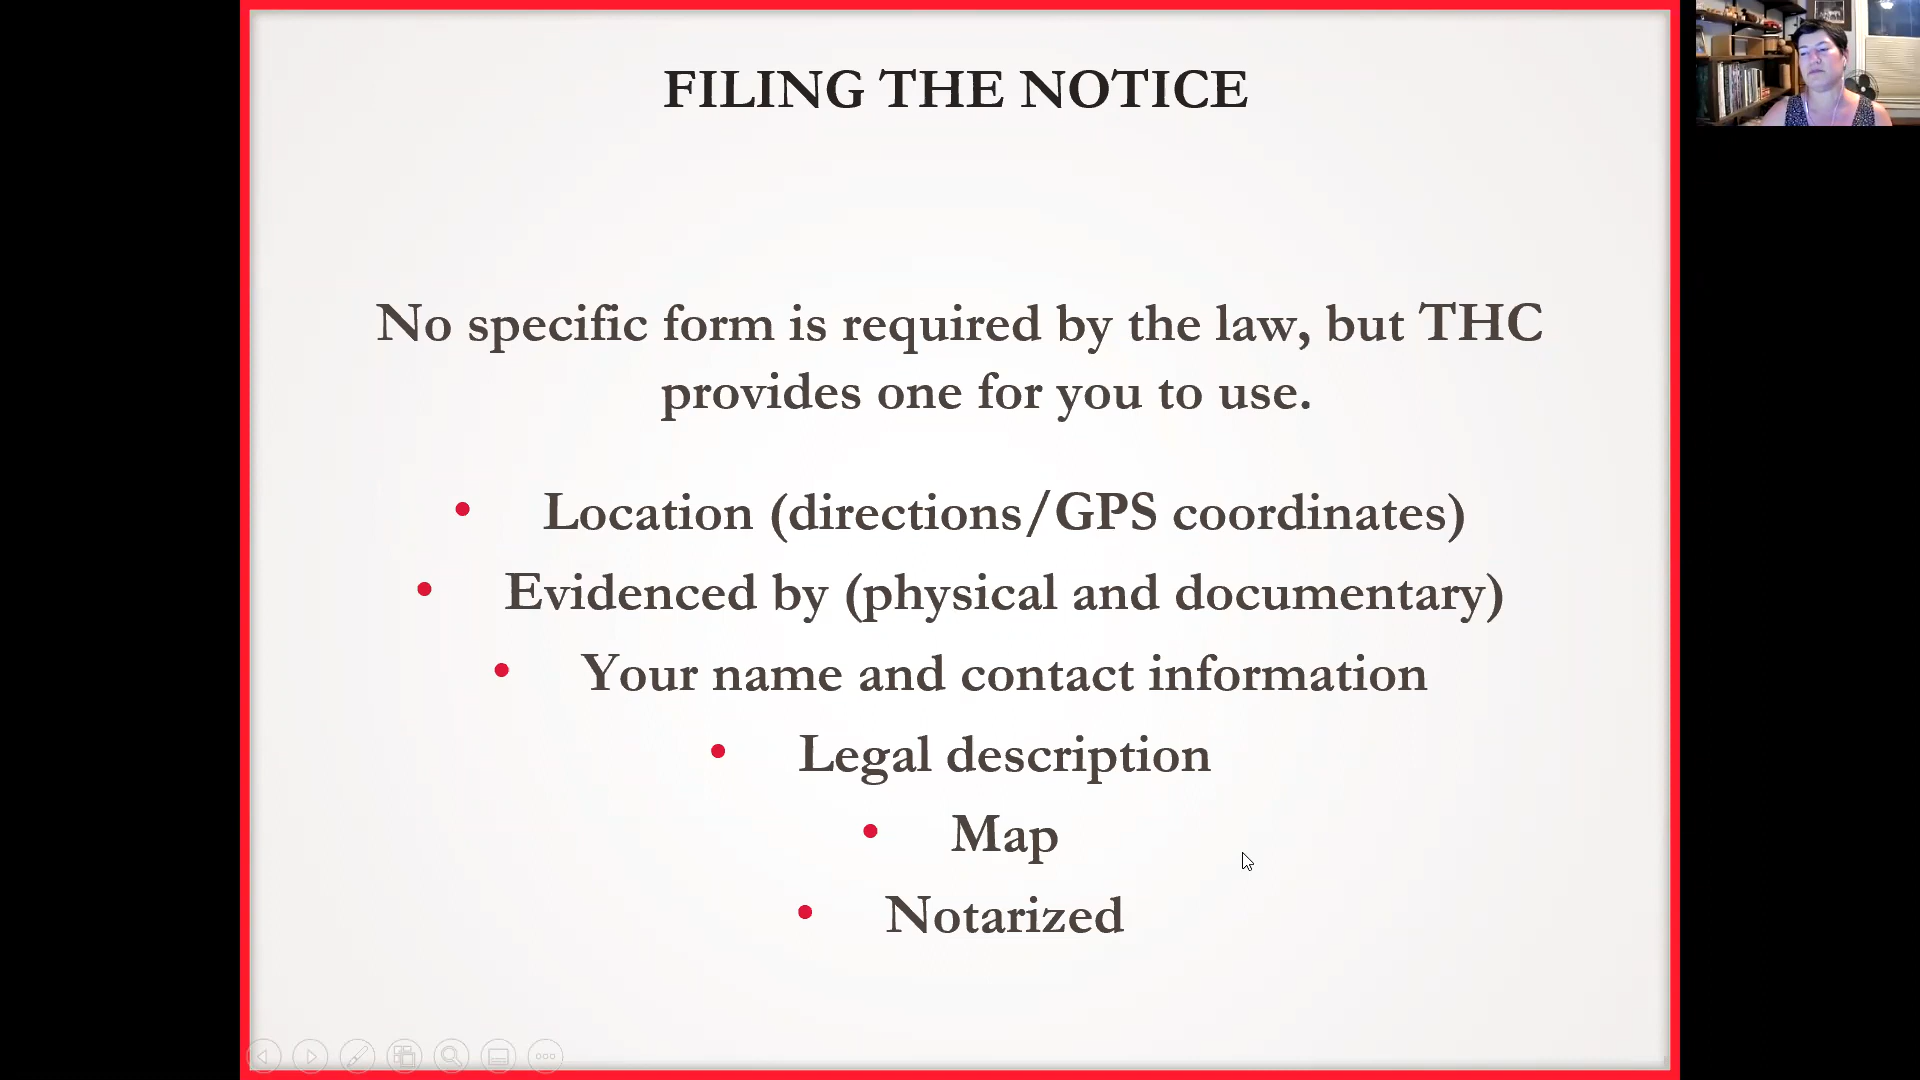 FILING THE NOTICE
No specific form is required by the law, but THC
provides one for you to use.
• Location (directions/GPS coordinates)
• Evidenced by (physical and documentary)
• Your name and contact information
• Legal description
• Map
• Notarized